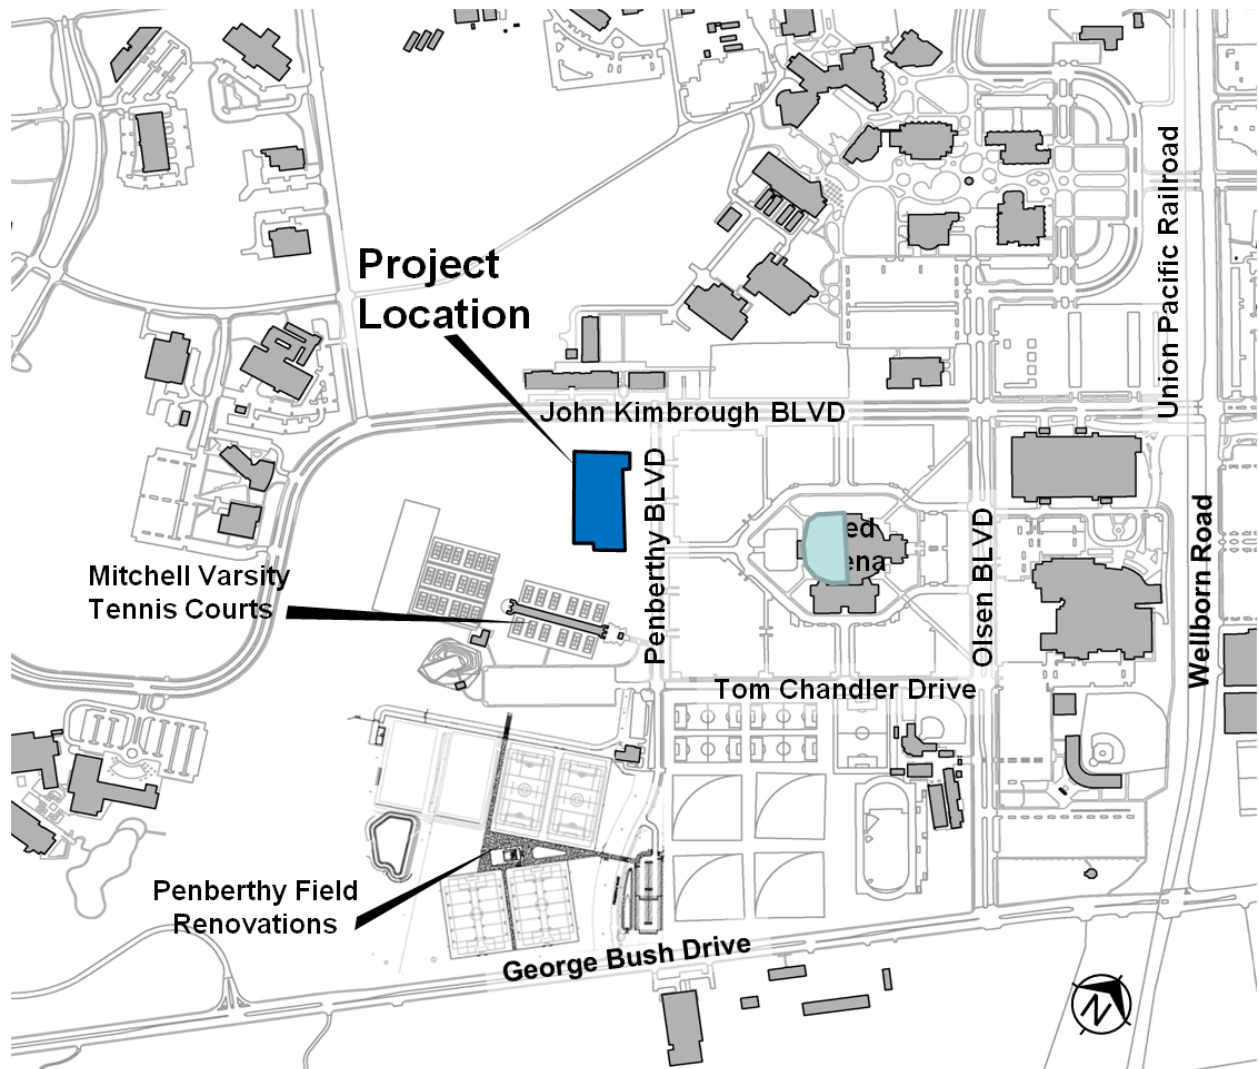 Project
Location
Union Pacific Railroad
John Kimbrough BLVD
Penberthy BLVD
Olsen BLVD
Wellborn Road
Mitchell Varsity
Tennis Courts
Tom Chandler Drive
Penberthy Field
Renovations
George Bush Drive
N